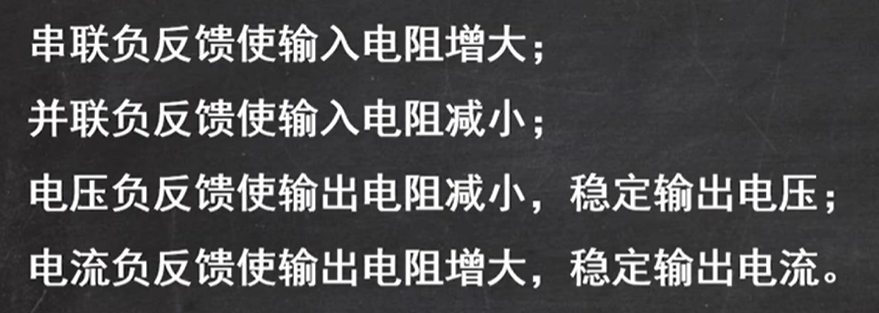 串联负反馈使输入电阻增大；
并联负反馈使输入电阻减小；
电压负反馈使输出电阻减小，稳定输出电压；
电流负反馈使输出电阻增大，稳定输出电流。